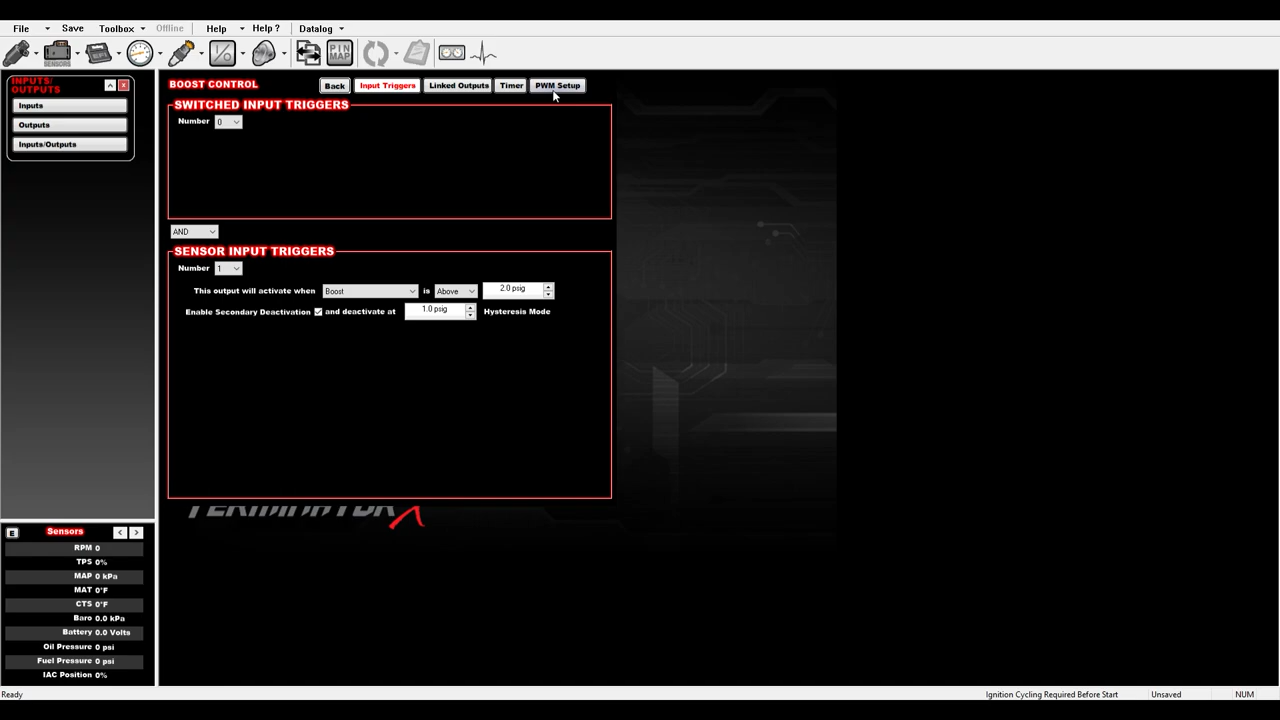 File Save Toolbox Offline Help Help ? Datalog
SENSORS I/O PIN MAP
INPUTS/
OUTPUTS
x
Inputs
Outputs
Inputs/Outputs
BOOST CONTROL Back Input Triggers Linked Outputs Timer PWM Setup
SWITCHED INPUT TRIGGERS
Number 0
AND
SENSOR INPUT TRIGGERS
Number 1
This output will activate when Boost is Above 2.0 psig
Enable Secondary Deactivation and deactivate at 1.0 psig Hysteresis Mode
TERMINATOR X
E Sensors < >
RPM 0
TPS 0%
MAP 0 kPa
MAT 0°F
CTS 0°F
Baro 0.0 kPa
Battery 0.0 Volts
Oil Pressure 0 psi
Fuel Pressure 0 psi
IAC Position 0%
Ready Ignition Cycling Required Before Start Unsaved NUM